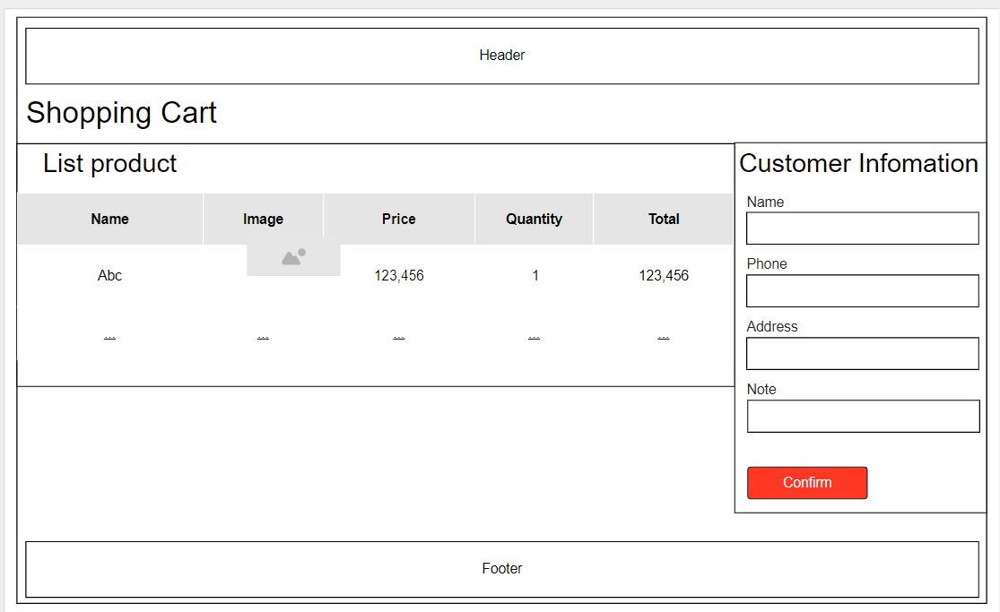 Header
Shopping Cart
List product
Name Image Price Quantity Total
Abc 123,456 1 123,456
... ... ... ... ...
Customer Infomation
Name
Phone
Address
Note
Confirm
Footer